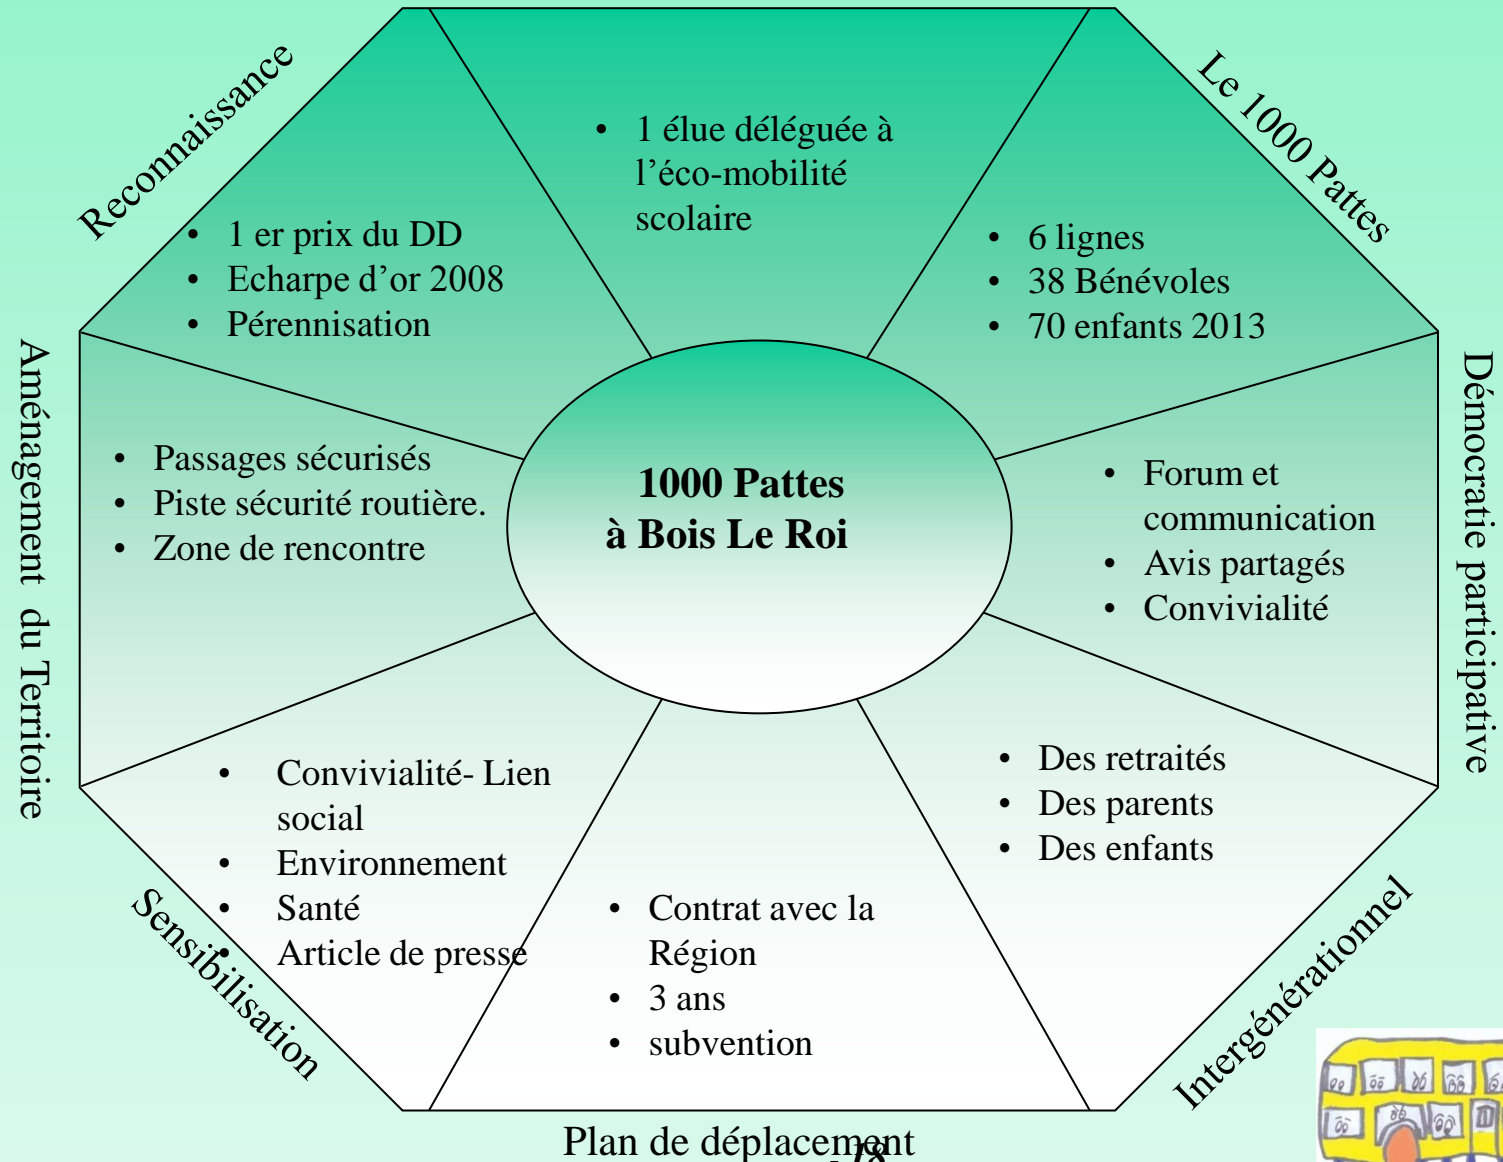 Reconnaissance
• 1 er prix du DD
• Echarpe d’or 2008
• Pérennisation
• 1 élue déléguée à
l’éco-mobilité
scolaire
Le 1000 Pattes
• 6 lignes
• 38 Bénévoles
• 70 enfants 2013
Aménagement du Territoire
• Passages sécurisés
• Piste sécurité routière.
• Zone de rencontre
1000 Pattes
à Bois Le Roi
Démocratie participative
• Forum et
communication
• Avis partagés
• Convivialité
Sensibilisation
• Convivialité- Lien
social
• Environnement
• Santé
• Article de presse
Plan de déplacement
• Contrat avec la
Région
• 3 ans
• subvention
Intergénérationnel
• Des retraités
• Des parents
• Des enfants
18